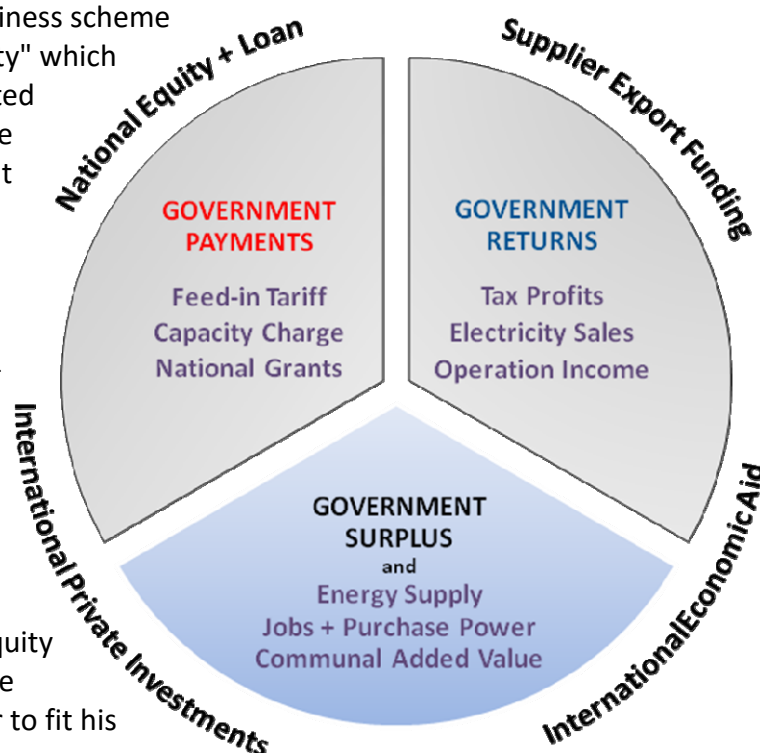 iness scheme
ty" which
ted
e
t
National Equity + Loan
Supplier Export Funding
GOVERNMENT
PAYMENTS
Feed-in Tariff
Capacity Charge
National Grants
GOVERNMENT
RETURNS
Tax Profits
Electricity Sales
Operation Income
International Private Investments
International Economic Aid
GOVERNMENT
SURPLUS
and
Energy Supply
Jobs + Purchase Power
Communal Added Value
quity
e
r to fit his